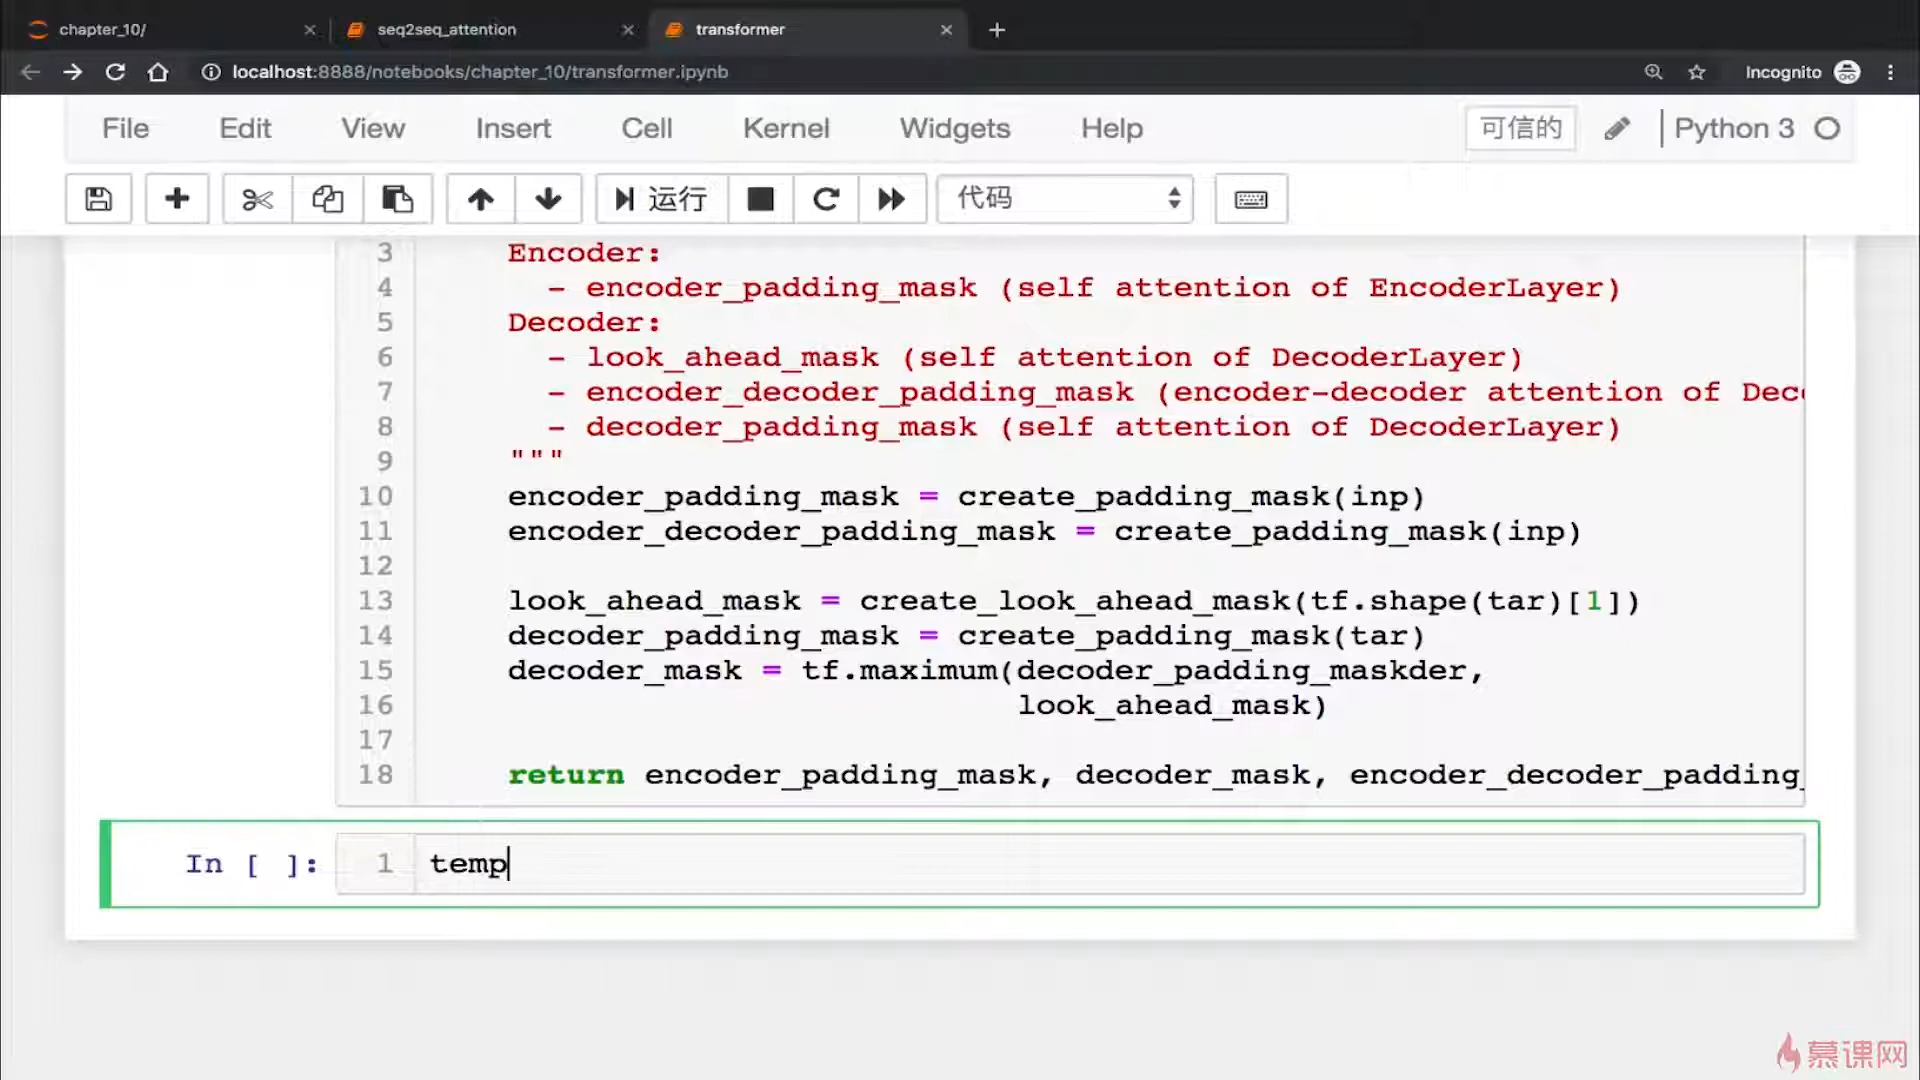 chapter_10/
seq2seq_attention
transformer
localhost:8888/notebooks/chapter_10/transformer.ipynb
Incognito
File Edit View Insert Cell Kernel Widgets Help 可信的 Python 3
运行 代码
3 Encoder:
4 - encoder_padding_mask (self attention of EncoderLayer)
5 Decoder:
6 - look_ahead_mask (self attention of DecoderLayer)
7 - encoder_decoder_padding_mask (encoder-decoder attention of Dec
8 - decoder_padding_mask (self attention of DecoderLayer)
9 """
10 encoder_padding_mask = create_padding_mask(inp)
11 encoder_decoder_padding_mask = create_padding_mask(inp)
12
13 look_ahead_mask = create_look_ahead_mask(tf.shape(tar)[1])
14 decoder_padding_mask = create_padding_mask(tar)
15 decoder_mask = tf.maximum(decoder_padding_maskder,
16 look_ahead_mask)
17
18 return encoder_padding_mask, decoder_mask, encoder_decoder_padding_
In [ ]: 1 temp
慕课网